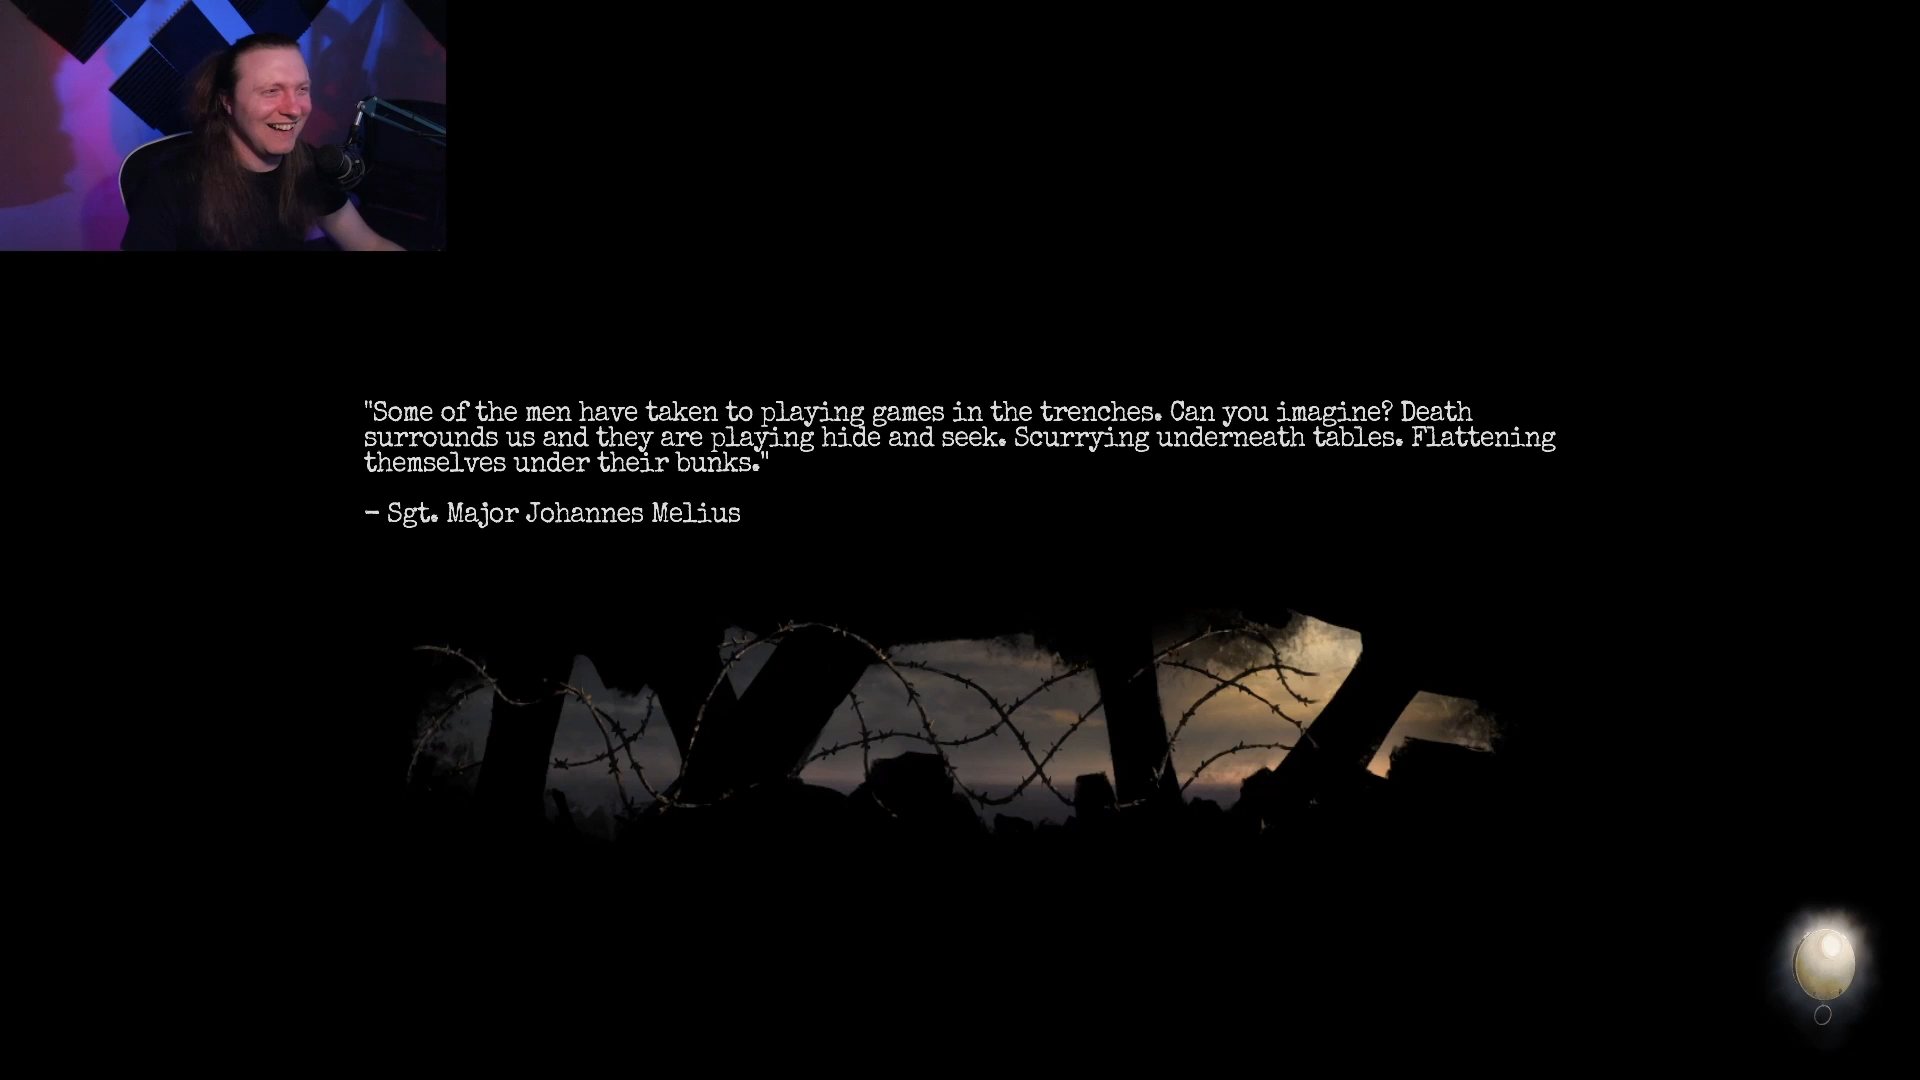 "Some of the men have taken to playing games in the trenches. Can you imagine? Death
surrounds us and they are playing hide and seek. Scurrying underneath tables. Flattening
themselves under their bunks."
- Sgt. Major Johannes Melius